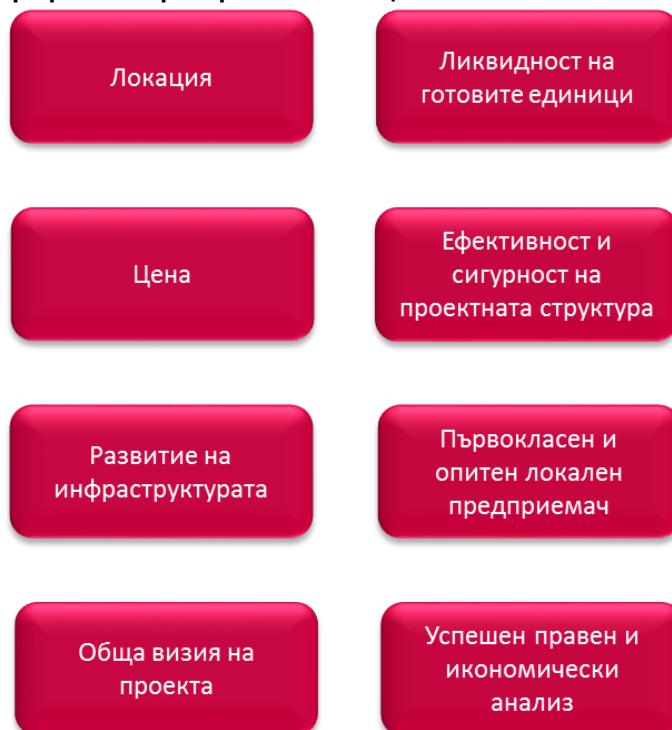 Локация
Ликвидност на
готовите единици
Цена
Ефективност и
сигурност на
проектната структура
Развитие на
инфраструктурата
Първокласен и
опитен локален
предприемач
Обща визия на
проекта
Успешен правен и
икономически
анализ